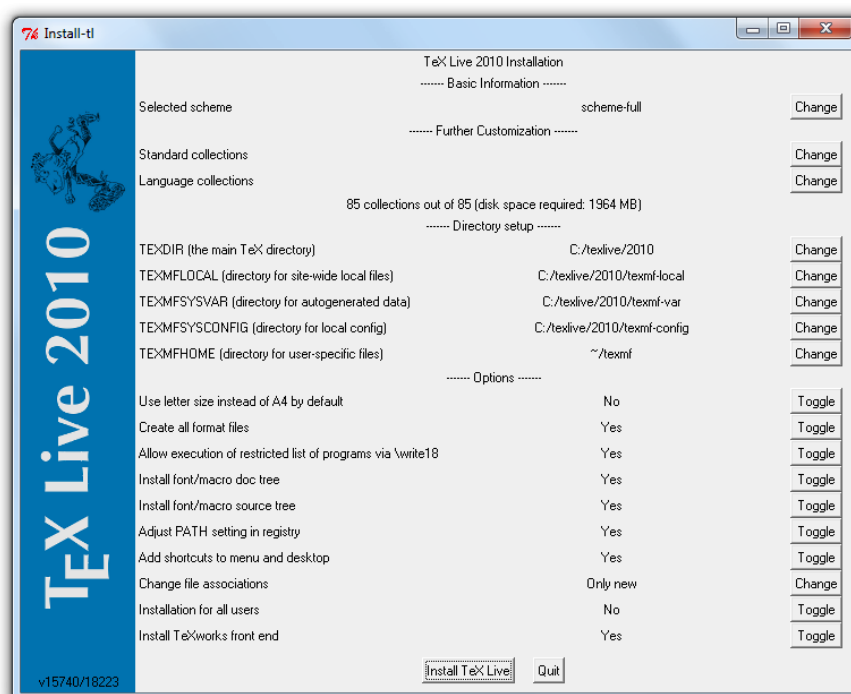 Install-tl
TeX Live 2010 Installation
------- Basic Information -------
Selected scheme scheme-full Change
------- Further Customization -------
Standard collections Change
Language collections Change
85 collections out of 85 (disk space required: 1964 MB)
------- Directory setup -------
TEXDIR (the main TeX directory) C:/texlive/2010 Change
TEXMFLOCAL (directory for site-wide local files) C:/texlive/2010/texmf-local Change
TEXMFSYSVAR (directory for autogenerated data) C:/texlive/2010/texmf-var Change
TEXMFSYSCONFIG (directory for local config) C:/texlive/2010/texmf-config Change
TEXMFHOME (directory for user-specific files) ~/texmf Change
------- Options -------
Use letter size instead of A4 by default No Toggle
Create all format files Yes Toggle
Allow execution of restricted list of programs via \write18 Yes Toggle
Install font/macro doc tree Yes Toggle
Install font/macro source tree Yes Toggle
Adjust PATH setting in registry Yes Toggle
Add shortcuts to menu and desktop Yes Toggle
Change file associations Only new Change
Installation for all users No Toggle
Install TeXworks front end Yes Toggle
Install TeX Live Quit
TEX Live 2010
v15740/18223